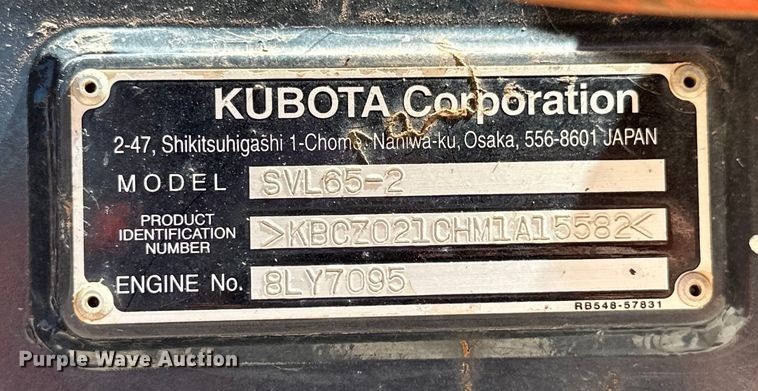 KUBOTA Corporation
2-47, Shikitsuhigashi 1-Chome, Naniwa-ku, Osaka, 556-8601 JAPAN
MODEL SVL65-2
PRODUCT IDENTIFICATION NUMBER >KBCZ021CHM1A15582<
ENGINE No. 8LY7095
RB548-57831
Purple Wave Auction